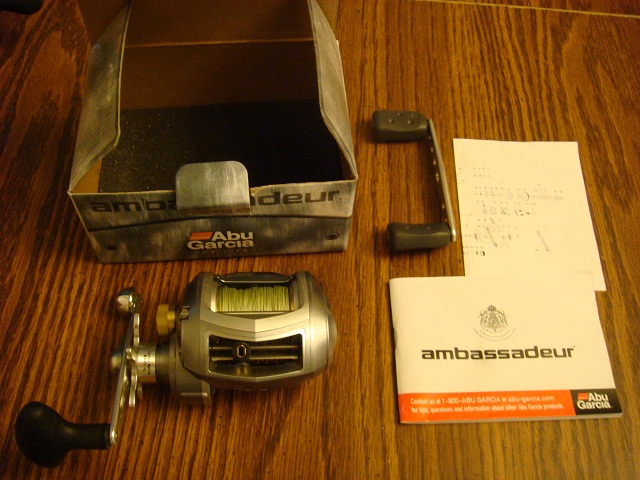 ambassadeur
Abu
Garcia
ambassadeur
Contact us at 1-800-ABU GARCIA or abu-garcia.com
for tips, questions and information about other Abu Garcia products.
Abu
Garcia